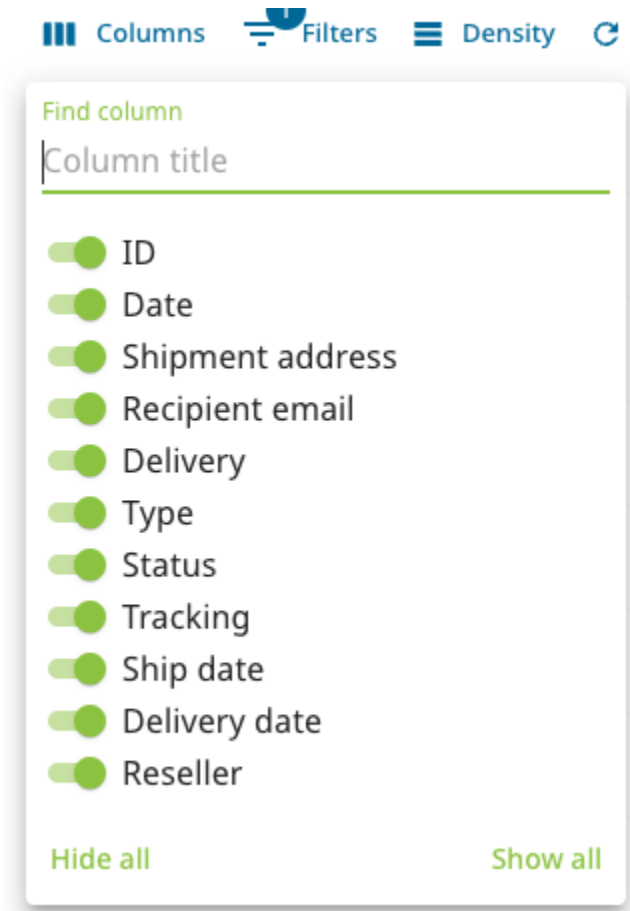 Columns Filters Density
Find column
Column title
ID
Date
Shipment address
Recipient email
Delivery
Type
Status
Tracking
Ship date
Delivery date
Reseller
Hide all Show all